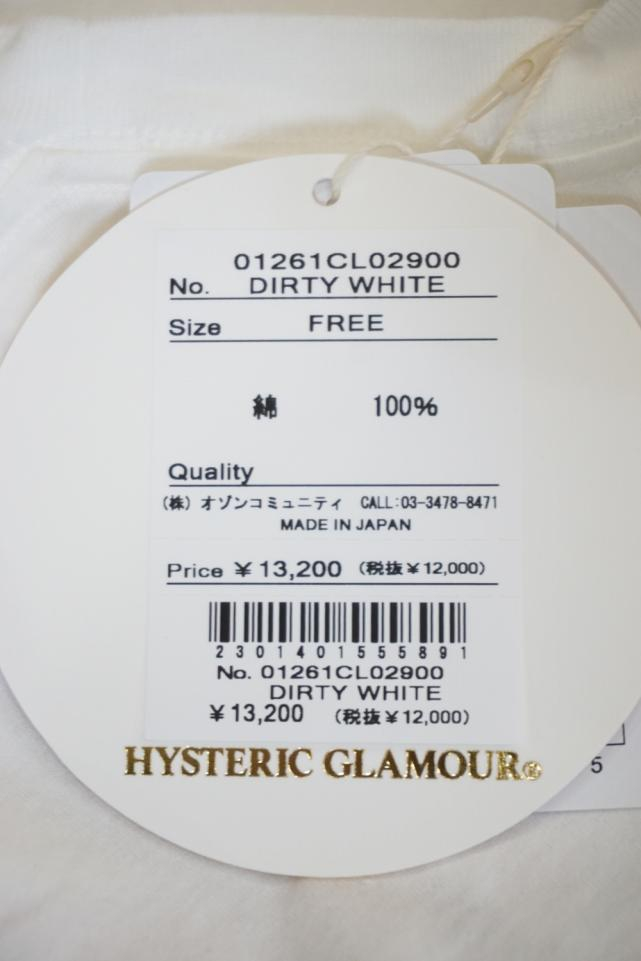 01261CL02900
No. DIRTY WHITE
Size FREE
綿 100%
Quality
(株) オゾンコミュニティ CALL:03-3478-8471
MADE IN JAPAN
Price ¥13,200 (税抜¥12,000)
2301401555891
No. 01261CL02900
DIRTY WHITE
¥13,200 (税抜¥12,000)
HYSTERIC GLAMOUR®
5